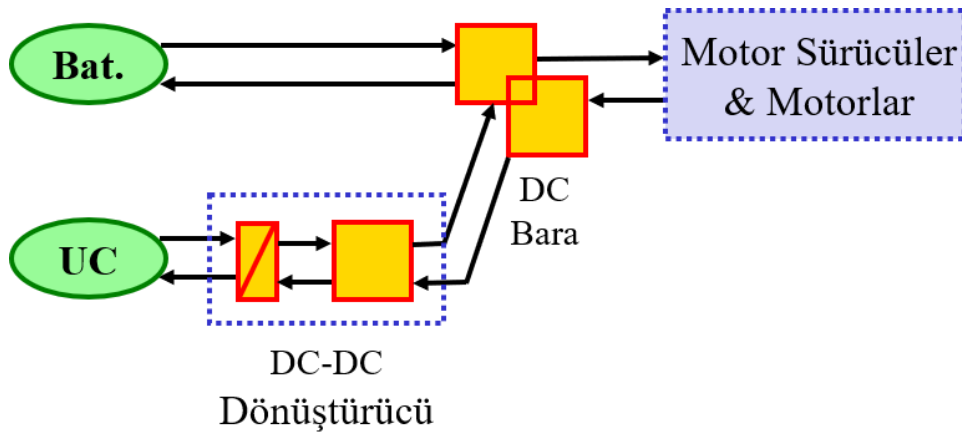 Bat.
Motor Sürücüler
& Motorlar
DC
Bara
UC
DC-DC
Dönüştürücü